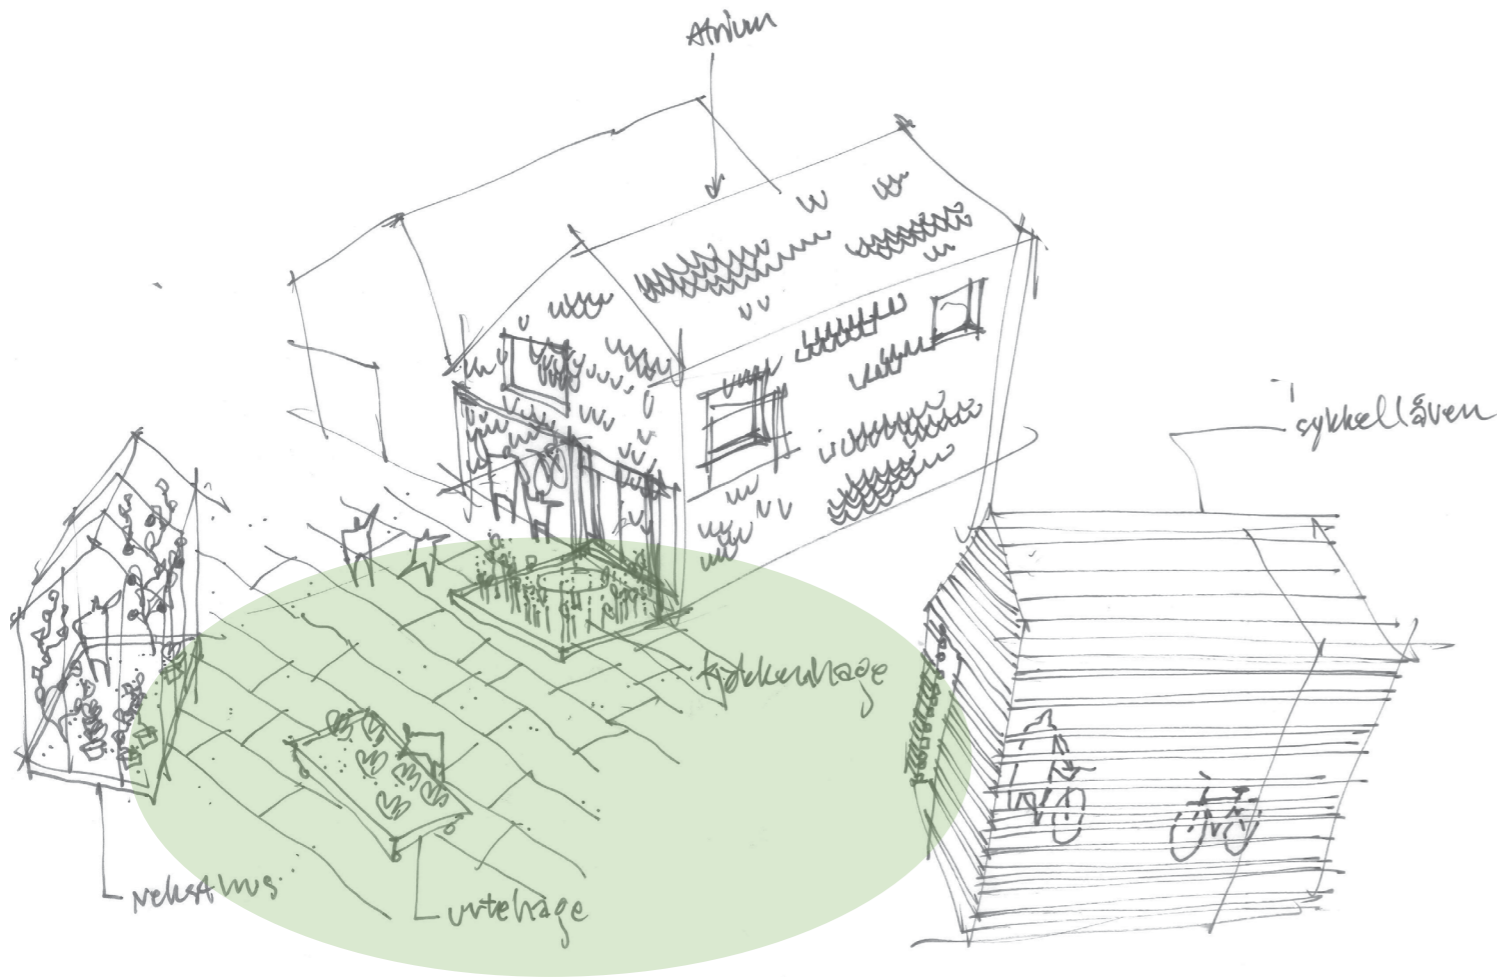 Atrium
sykkellåven
kjøkkenhage
veksthus
urtehage